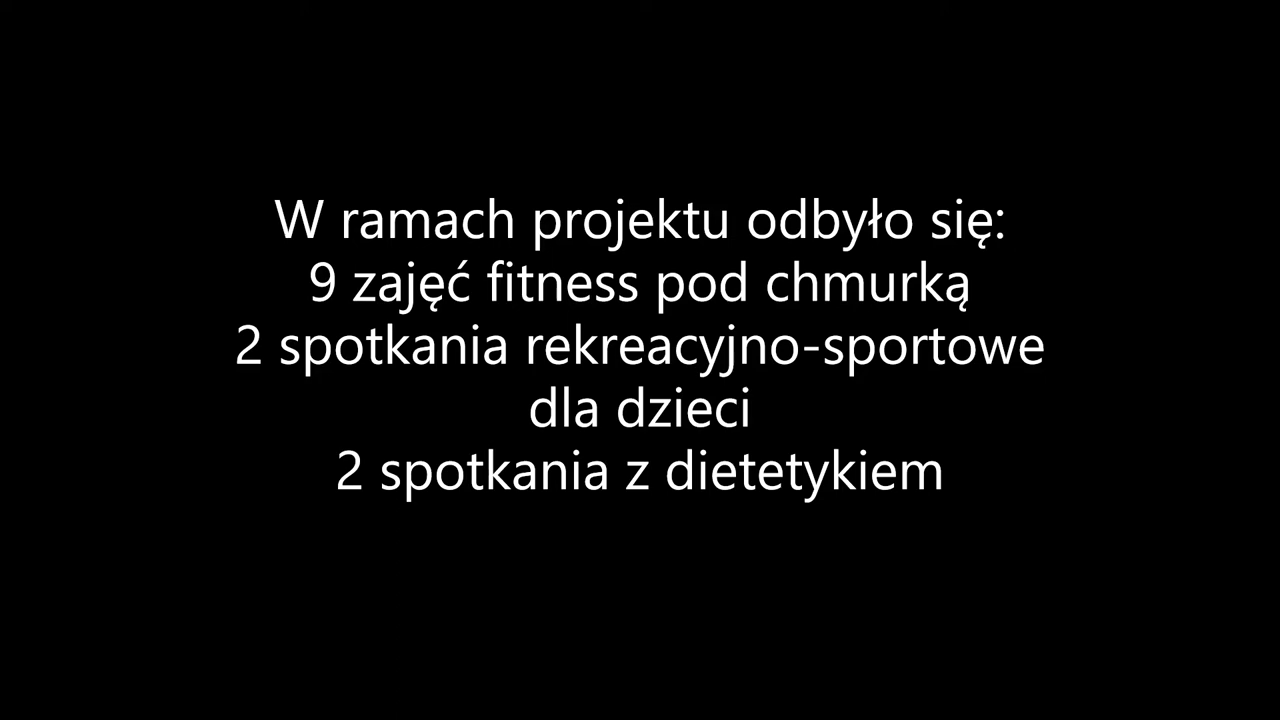 W ramach projektu odbyło się:
9 zajęć fitness pod chmurką
2 spotkania rekreacyjno-sportowe
dla dzieci
2 spotkania z dietetykiem